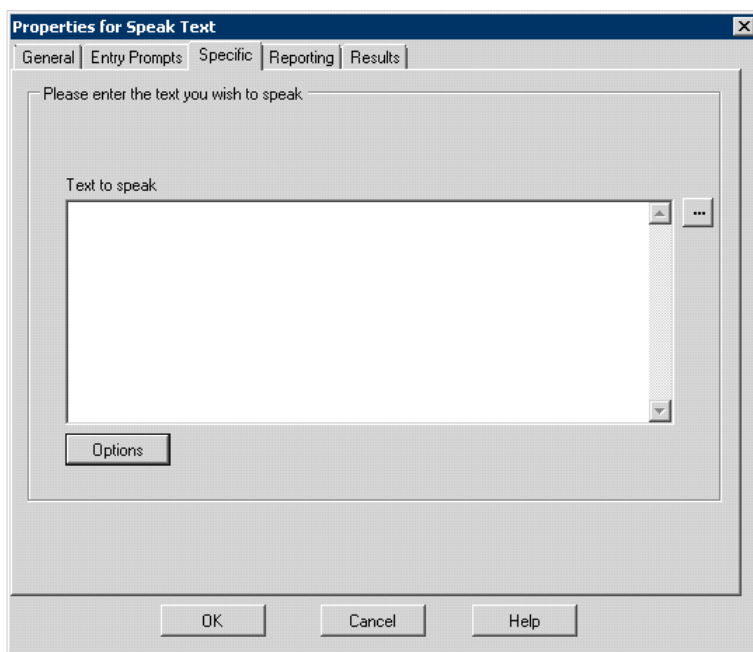 Properties for Speak Text
General Entry Prompts Specific Reporting Results
Please enter the text you wish to speak
Text to speak
...
Options
OK Cancel Help